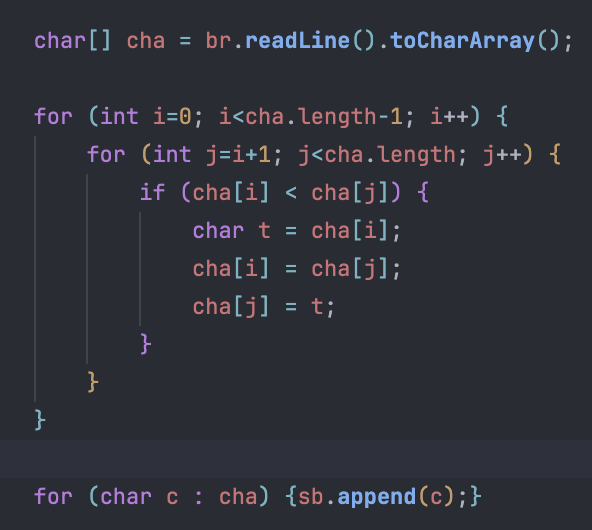 char[] cha = br.readLine().toCharArray();
for (int i=0; i<cha.length-1; i++) {
for (int j=i+1; j<cha.length; j++) {
if (cha[i] < cha[j]) {
char t = cha[i];
cha[i] = cha[j];
cha[j] = t;
}
}
}
for (char c : cha) {sb.append(c);}